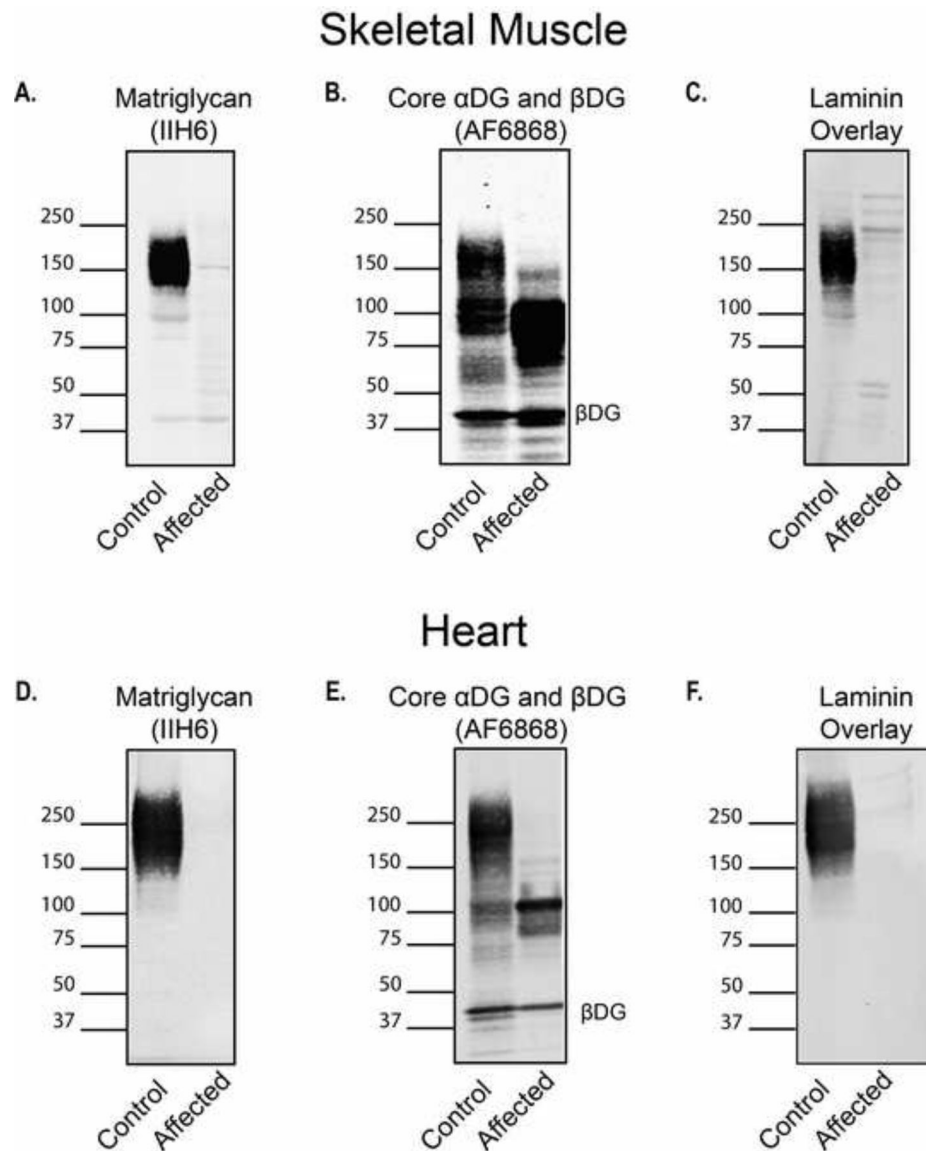 Skeletal Muscle
A.
Matriglycan
(IIH6)
250
150
100
75
50
37
Control
Affected
B.
Core αDG and βDG
(AF6868)
250
150
100
75
50
37
βDG
Control
Affected
C.
Laminin
Overlay
250
150
100
75
50
37
Control
Affected
Heart
D.
Matriglycan
(IIH6)
250
150
100
75
50
37
Control
Affected
E.
Core αDG and βDG
(AF6868)
250
150
100
75
50
37
βDG
Control
Affected
F.
Laminin
Overlay
250
150
100
75
50
37
Control
Affected